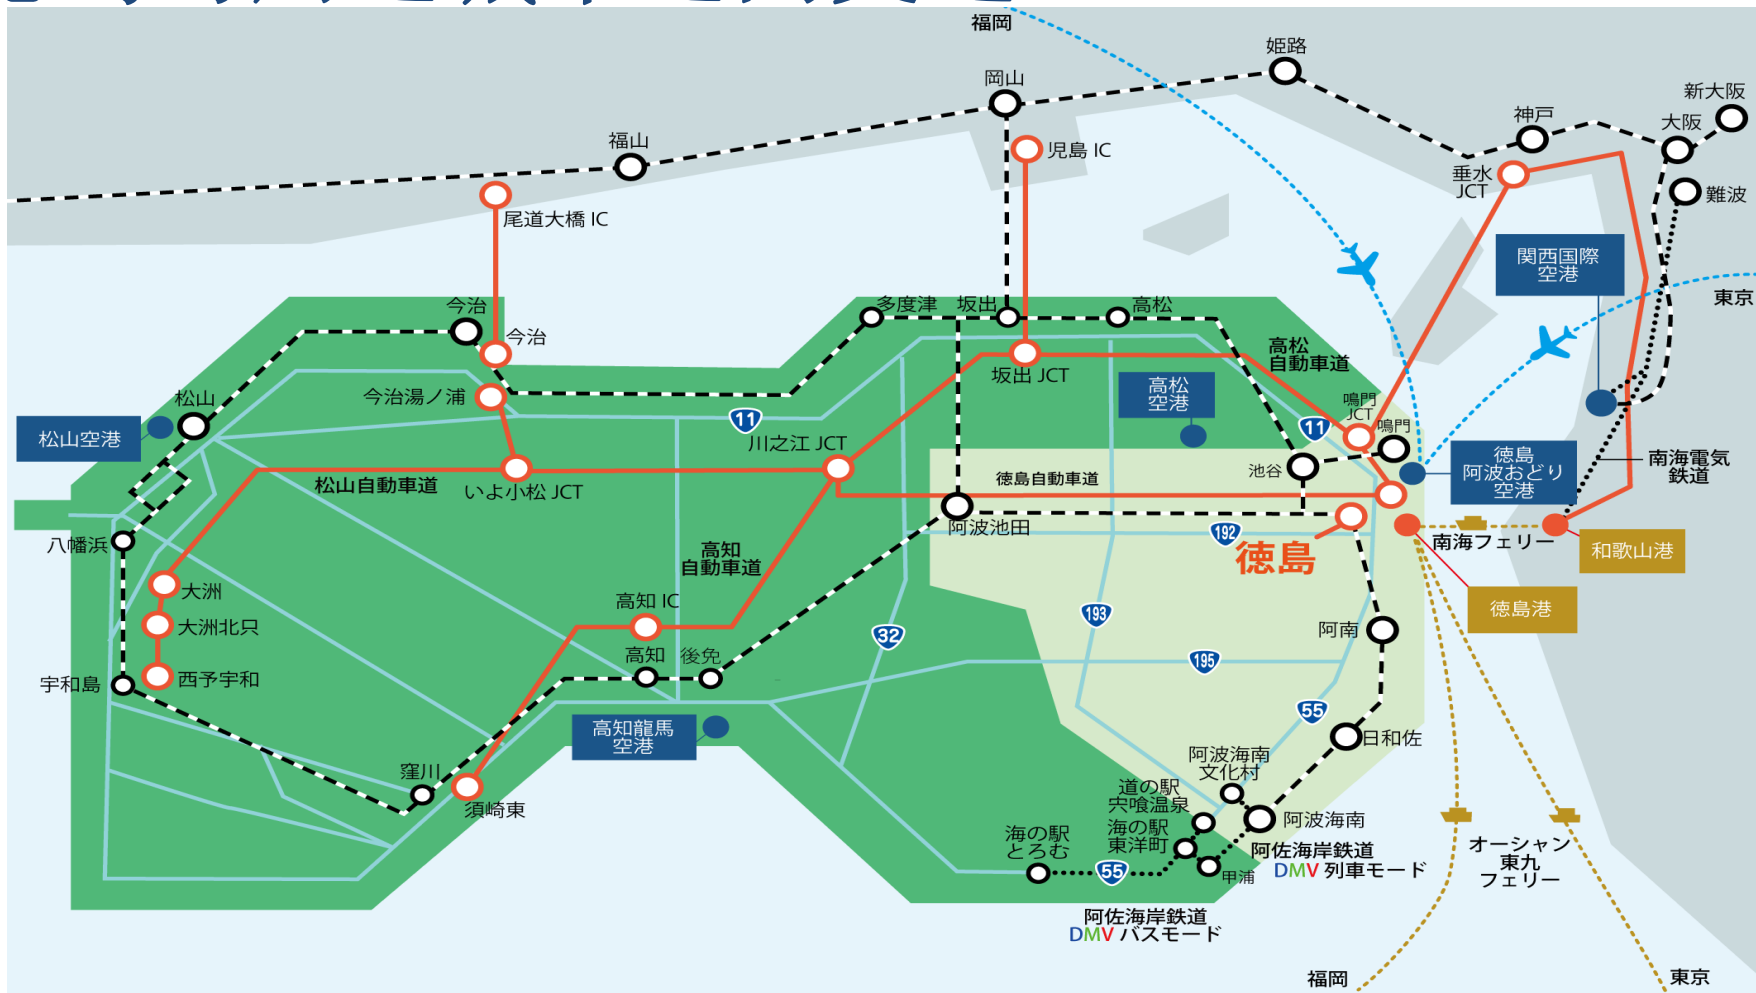 福岡
姫路
岡山
新大阪
神戸
大阪
福山
児島 IC
垂水
JCT
難波
尾道大橋 IC
関西国際
空港
東京
今治
多度津
坂出
高松
今治
高松
自動車道
坂出 JCT
高松
空港
今治湯ノ浦
松山
鳴門
JCT
鳴門
11
11
松山空港
川之江 JCT
徳島
阿波おどり
空港
池谷
南海電気
鉄道
松山自動車道
いよ小松 JCT
徳島自動車道
阿波池田
192
徳島
南海フェリー
和歌山港
八幡浜
高知
自動車道
大洲
高知 IC
193
徳島港
大洲北只
32
阿南
高知
後免
195
宇和島
西予宇和
55
高知龍馬
空港
日和佐
阿波海南
文化村
窪川
道の駅
宍喰温泉
須崎東
海の駅
東洋町
阿波海南
海の駅
とろむ
オーシャン
東九
フェリー
阿佐海岸鉄道
DMV 列車モード
55
甲浦
阿佐海岸鉄道
DMV バスモード
福岡
東京